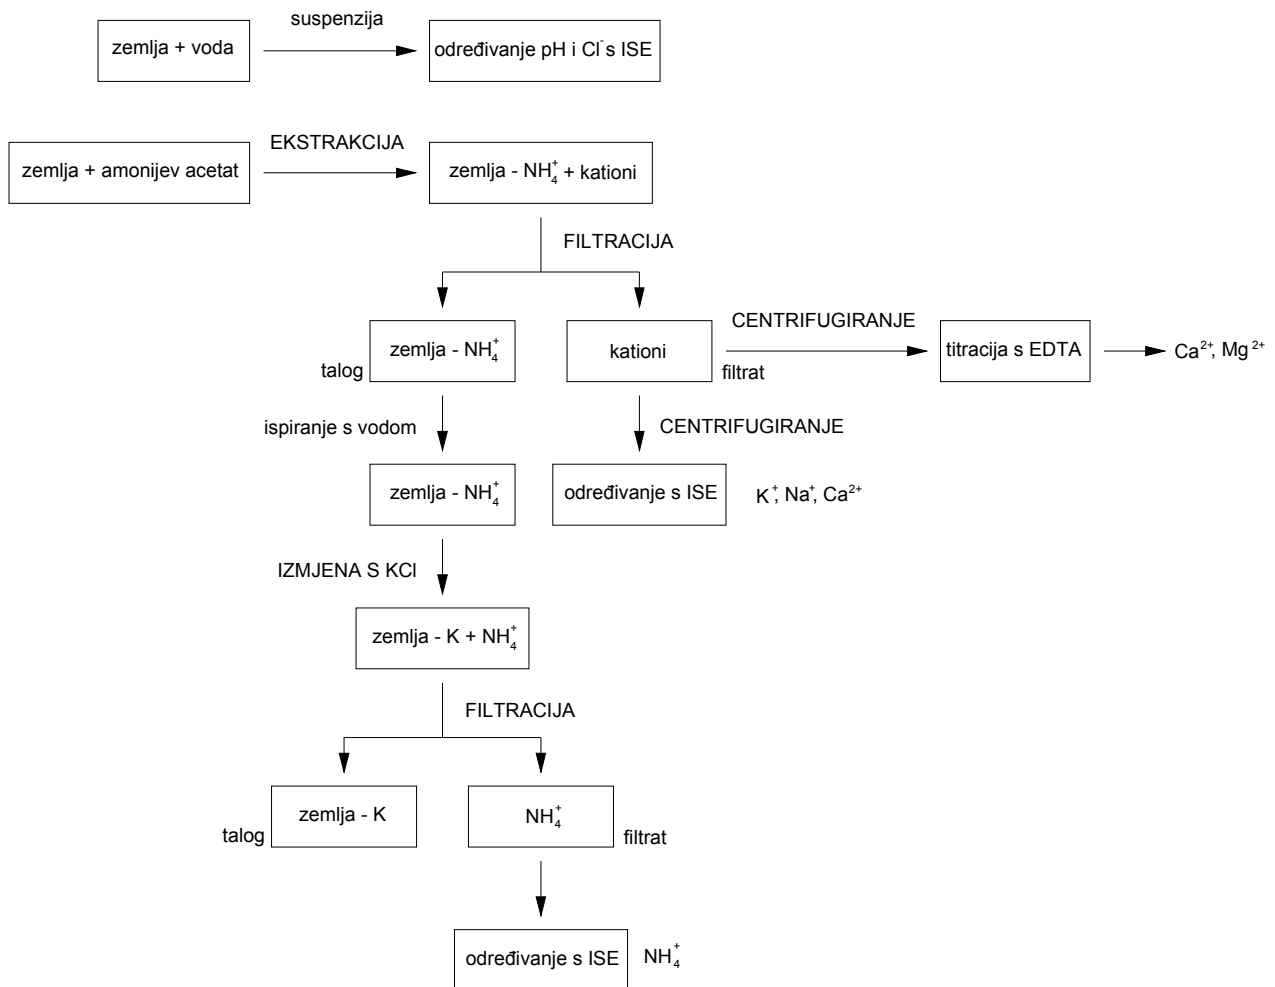 suspenzija
zemlja + voda
određivanje pH i Cl⁻ s ISE
EKSTRAKCIJA
zemlja + amonijev acetat
zemlja - NH₄⁺ + kationi
FILTRACIJA
CENTRIFUGIRANJE
zemlja - NH₄⁺
kationi
titracija s EDTA
Ca²⁺, Mg²⁺
talog
filtrat
ispiranje s vodom
CENTRIFUGIRANJE
zemlja - NH₄⁺
određivanje s ISE
K⁺, Na⁺, Ca²⁺
IZMJENA S KCl
zemlja - K + NH₄⁺
FILTRACIJA
zemlja - K
NH₄⁺
talog
filtrat
određivanje s ISE
NH₄⁺